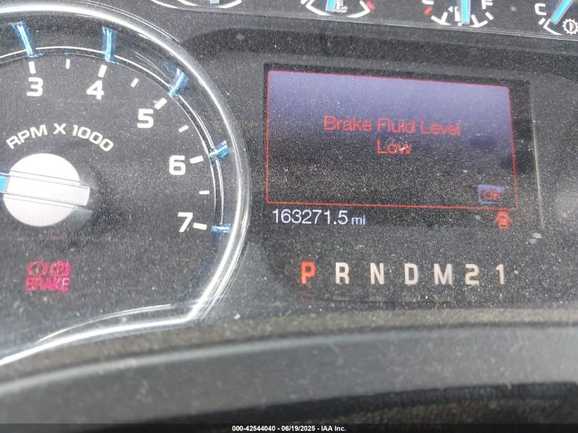 3 4 5 6 7
RPM X 1000
F
C
Brake Fluid Level
Low
OK
163271.5 mi
BRAKE
P R N D M 2 1
000-42544040 / 06/19/2025 / IAA Inc.